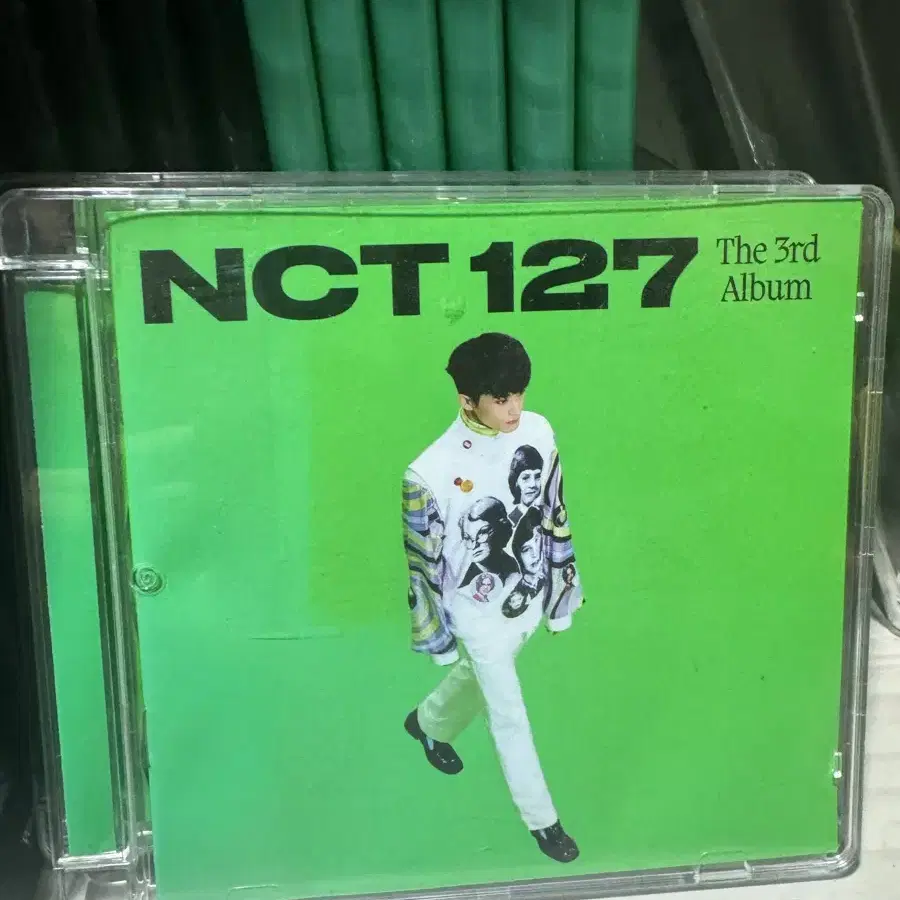 NCT 127
The 3rd
Album